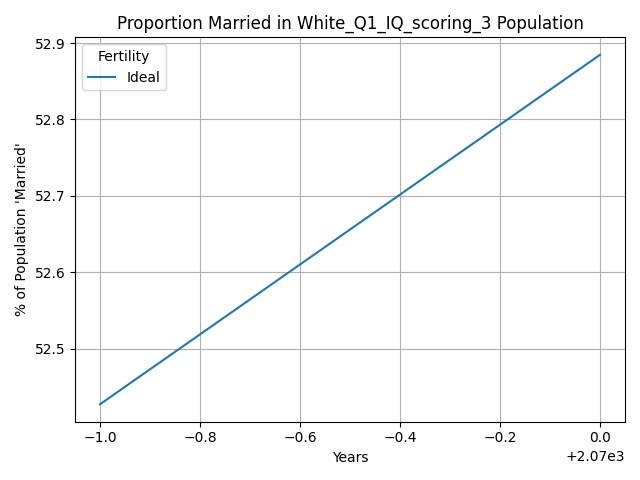 Proportion Married in White_Q1_IQ_scoring_3 Population
52.9
Fertility
Ideal
52.8
52.7
52.6
52.5
% of Population 'Married'
−1.0 −0.8 −0.6 −0.4 −0.2 0.0
Years
+2.07e3